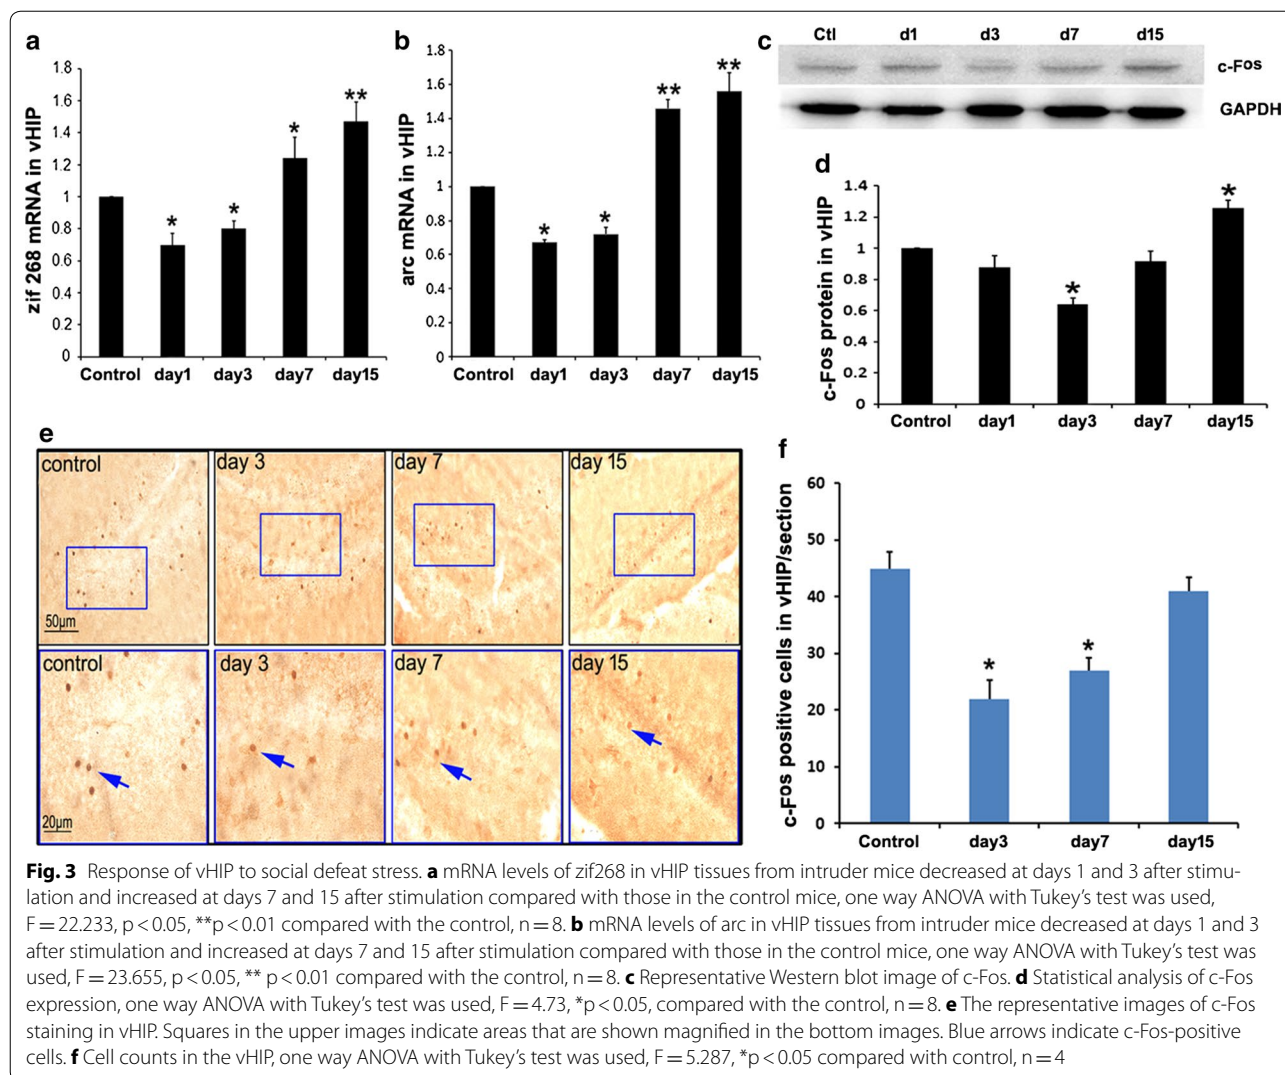 a
1.8
1.6
1.4
1.2
1
0.8
0.6
0.4
0.2
0
zif 268 mRNA in vHIP
*
*
*
**
Control day1 day3 day7 day15
b
1.8
1.6
1.4
1.2
1
0.8
0.6
0.4
0.2
0
arc mRNA in vHIP
*
*
**
**
Control day1 day3 day7 day15
c
Ctl d1 d3 d7 d15
c-Fos
GAPDH
d
1.4
1.2
1
0.8
0.6
0.4
0.2
0
c-Fos protein in vHIP
*
*
Control day1 day3 day7 day15
e
control day 3 day 7 day 15
50µm
control day 3 day 7 day 15
20µm
f
60
50
40
30
20
10
0
c-Fos positive cells in vHIP/section
*
*
Control day3 day7 day15
Fig. 3 Response of vHIP to social defeat stress. a mRNA levels of zif268 in vHIP tissues from intruder mice decreased at days 1 and 3 after stimu-
lation and increased at days 7 and 15 after stimulation compared with those in the control mice, one way ANOVA with Tukey’s test was used,
F = 22.233, p < 0.05, **p < 0.01 compared with the control, n = 8. b mRNA levels of arc in vHIP tissues from intruder mice decreased at days 1 and 3
after stimulation and increased at days 7 and 15 after stimulation compared with those in the control mice, one way ANOVA with Tukey’s test was
used, F = 23.655, p < 0.05, ** p < 0.01 compared with the control, n = 8. c Representative Western blot image of c-Fos. d Statistical analysis of c-Fos
expression, one way ANOVA with Tukey’s test was used, F = 4.73, *p < 0.05, compared with the control, n = 8. e The representative images of c-Fos
staining in vHIP. Squares in the upper images indicate areas that are shown magnified in the bottom images. Blue arrows indicate c-Fos-positive
cells. f Cell counts in the vHIP, one way ANOVA with Tukey’s test was used, F = 5.287, *p < 0.05 compared with control, n = 4